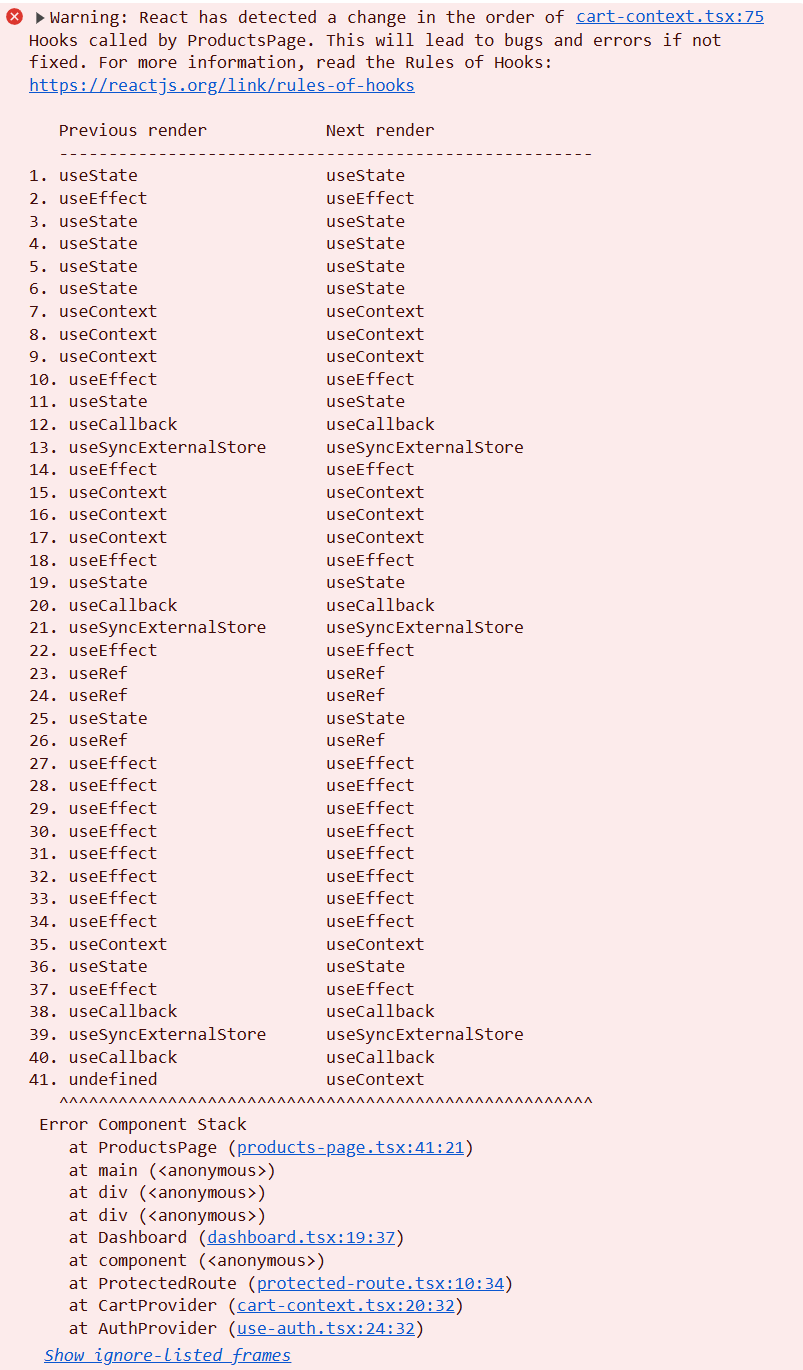 ▶Warning: React has detected a change in the order of cart-context.tsx:75
Hooks called by ProductsPage. This will lead to bugs and errors if not
fixed. For more information, read the Rules of Hooks:
https://reactjs.org/link/rules-of-hooks
Previous render Next render
------------------------------------------------------
1. useState useState
2. useEffect useEffect
3. useState useState
4. useState useState
5. useState useState
6. useState useState
7. useContext useContext
8. useContext useContext
9. useContext useContext
10. useEffect useEffect
11. useState useState
12. useCallback useCallback
13. useSyncExternalStore useSyncExternalStore
14. useEffect useEffect
15. useContext useContext
16. useContext useContext
17. useContext useContext
18. useEffect useEffect
19. useState useState
20. useCallback useCallback
21. useSyncExternalStore useSyncExternalStore
22. useEffect useEffect
23. useRef useRef
24. useRef useRef
25. useState useState
26. useRef useRef
27. useEffect useEffect
28. useEffect useEffect
29. useEffect useEffect
30. useEffect useEffect
31. useEffect useEffect
32. useEffect useEffect
33. useEffect useEffect
34. useEffect useEffect
35. useContext useContext
36. useState useState
37. useEffect useEffect
38. useCallback useCallback
39. useSyncExternalStore useSyncExternalStore
40. useCallback useCallback
41. undefined useContext
^^^^^^^^^^^^^^^^^^^^^^^^^^^^^^^^^^^^^^^^^^^^^^^^^^^^^^
Error Component Stack
at ProductsPage (products-page.tsx:41:21)
at main (<anonymous>)
at div (<anonymous>)
at div (<anonymous>)
at Dashboard (dashboard.tsx:19:37)
at component (<anonymous>)
at ProtectedRoute (protected-route.tsx:10:34)
at CartProvider (cart-context.tsx:20:32)
at AuthProvider (use-auth.tsx:24:32)
Show ignore-listed frames